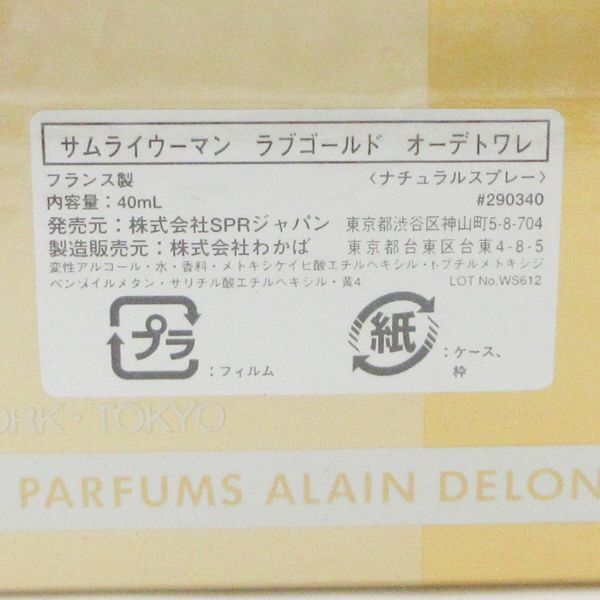 サムライウーマン ラブゴールド オーデトワレ
フランス製 〈ナチュラルスプレー〉
内容量：40mL #290340
発売元：株式会社SPRジャパン 東京都渋谷区神山町5-8-704
製造販売元：株式会社わかば 東京都台東区台東4-8-5
変性アルコール・水・香料・メトキシケイヒ酸エチルヘキシル・t-ブチルメトキシジ
ベンゾイルメタン・サリチル酸エチルヘキシル・黄4 LOT No.WS612
プラ ：フィルム
紙 ：ケース、
枠
ORK・TOKYO
PARFUMS ALAIN DELON